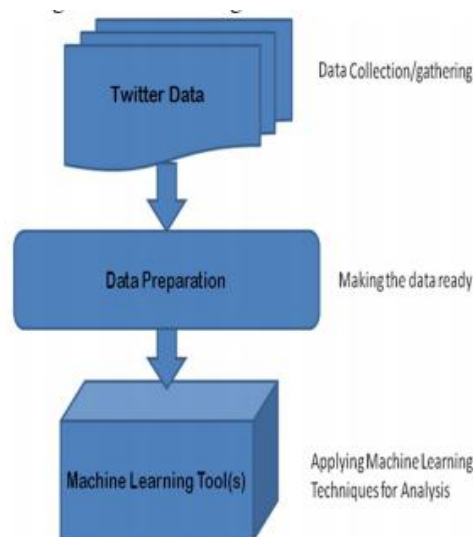 Data Collection/gathering
Twitter Data
Data Preparation
Making the data ready
Machine Learning Tool(s)
Applying Machine Learning
Techniques for Analysis